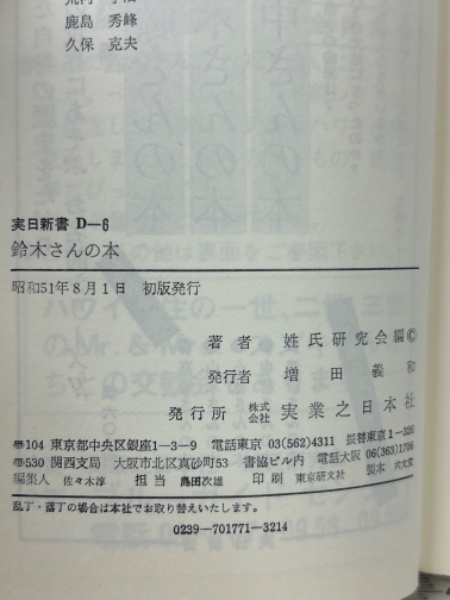 鹿島 秀峰
久保 克夫
実日新書 D—6
鈴木さんの本
昭和51年8月1日 初版発行
著者 姓氏研究会編©
発行者 増田義和
発行所 株式会社 実業之日本社
〒104 東京都中央区銀座1—3—9 電話東京 03(562)4311 振替東京1—326
〒530 関西支局 大阪市北区真砂町53 書協ビル内 電話大阪 06(363)1706
編集人 佐々木淳 担当 島田次雄 印刷 東京研文社 製本 共文堂
乱丁・落丁の場合は本社でお取り替えいたします。
0239-701771-3214